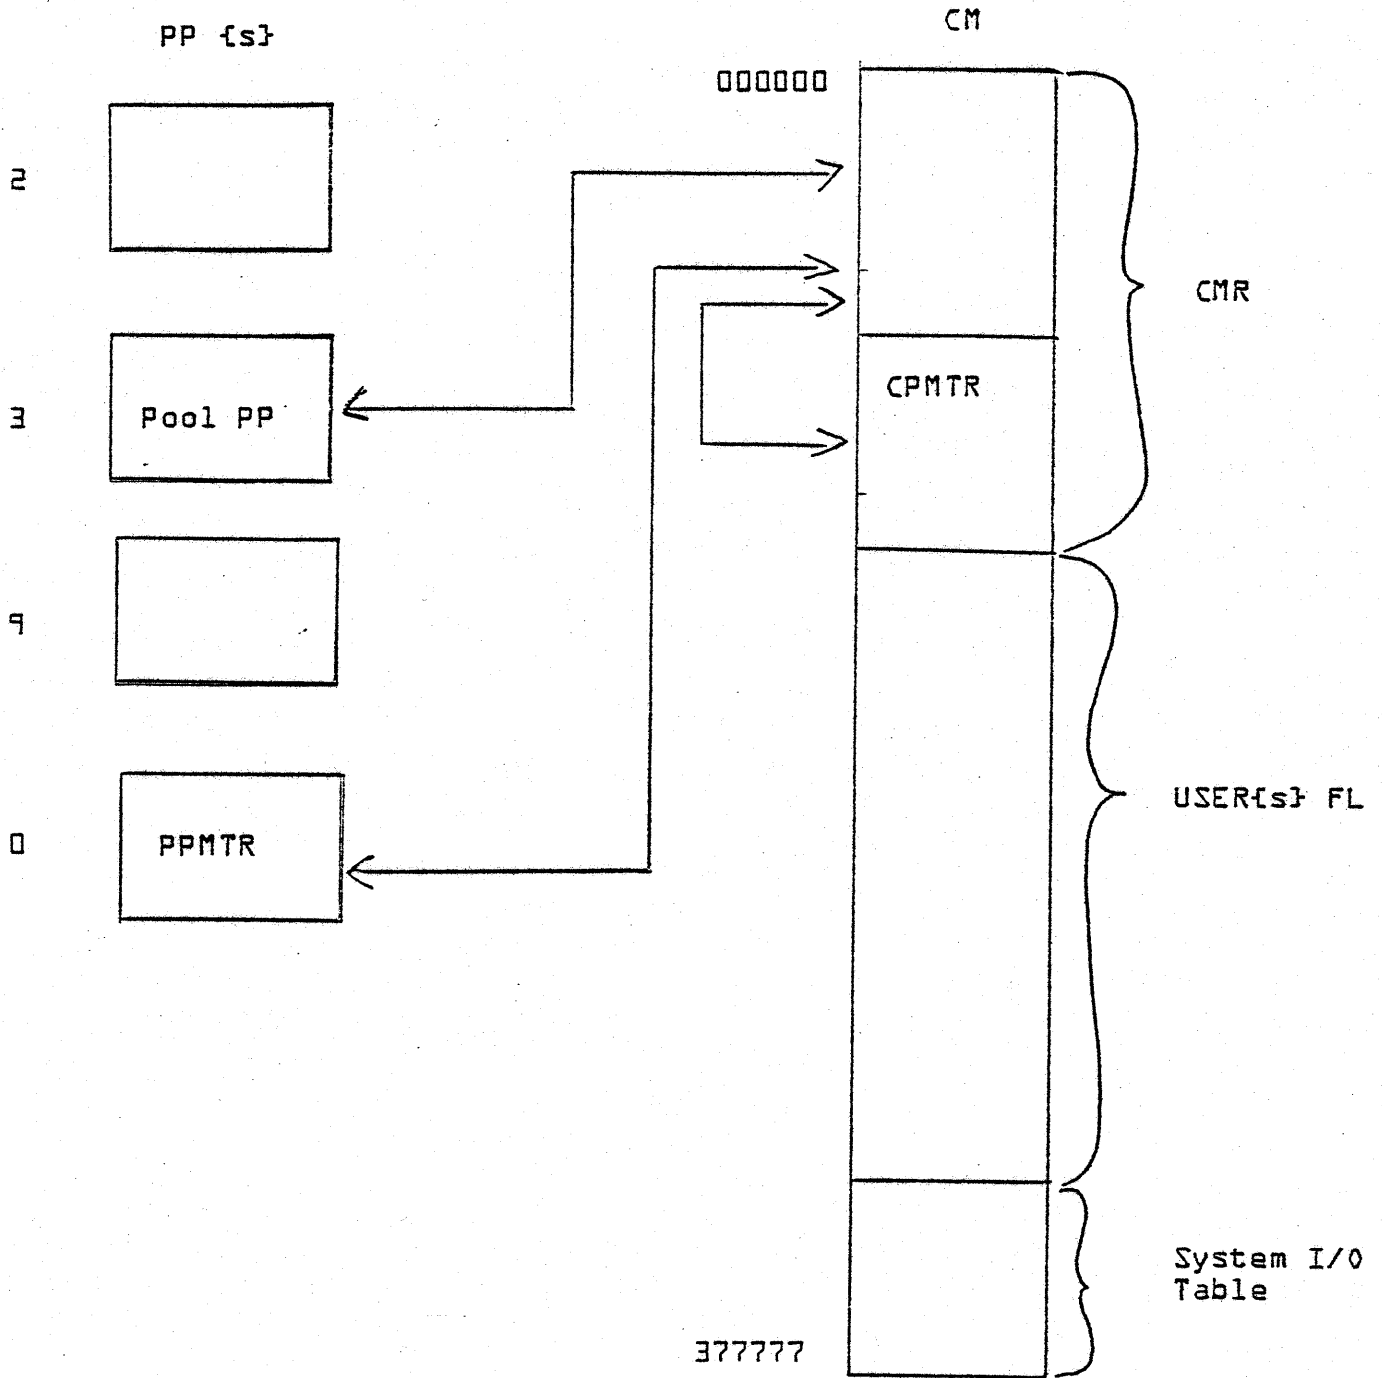 PP {s}
CM
000000
2
CMR
CPMTR
3
Pool PP
9
USER{s} FL
0
PPMTR
System I/O
Table
377777